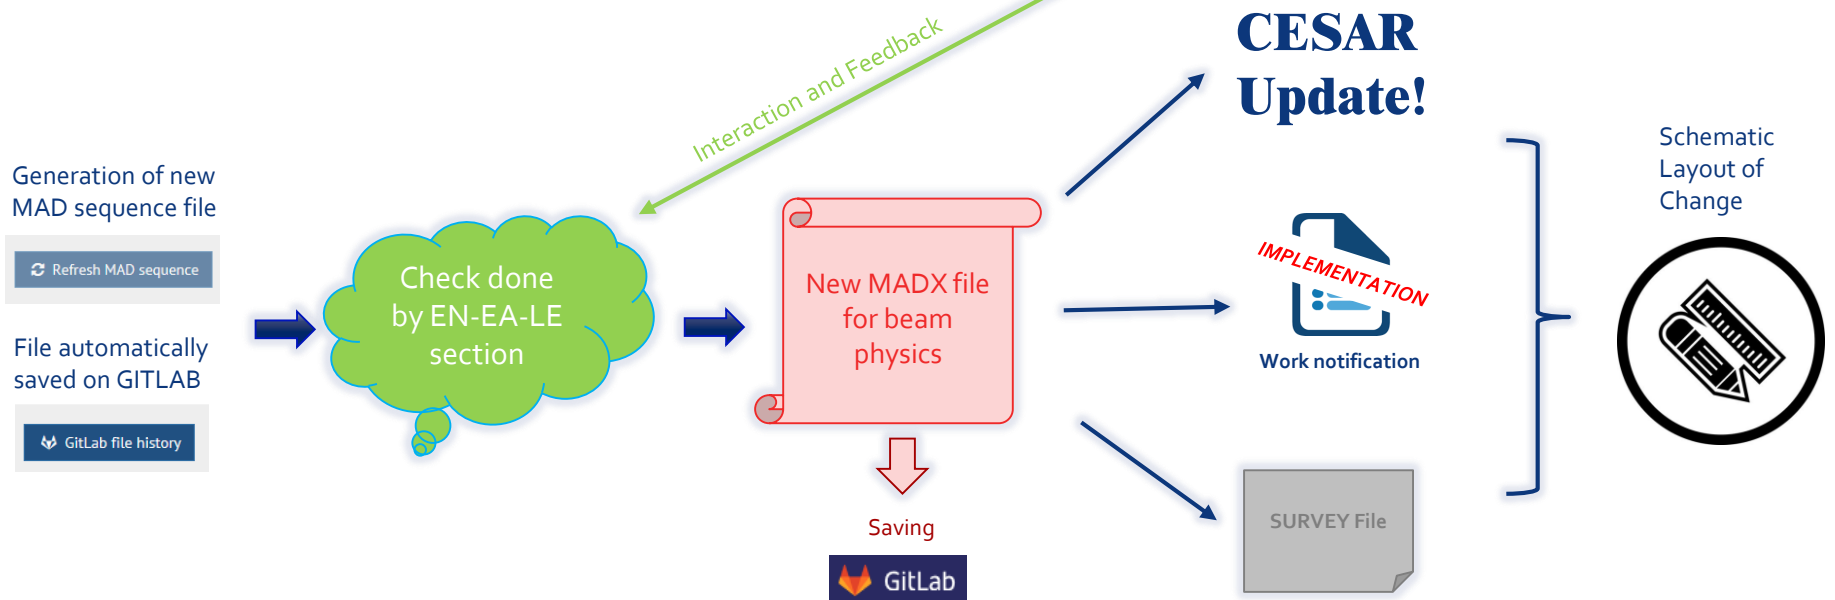 Generation of new
MAD sequence file
Refresh MAD sequence
File automatically
saved on GITLAB
GitLab file history
Check done
by EN-EA-LE
section
Interaction and Feedback
New MADX file
for beam
physics
Saving
GitLab
CESAR
Update!
IMPLEMENTATION
Work notification
SURVEY File
Schematic
Layout of
Change